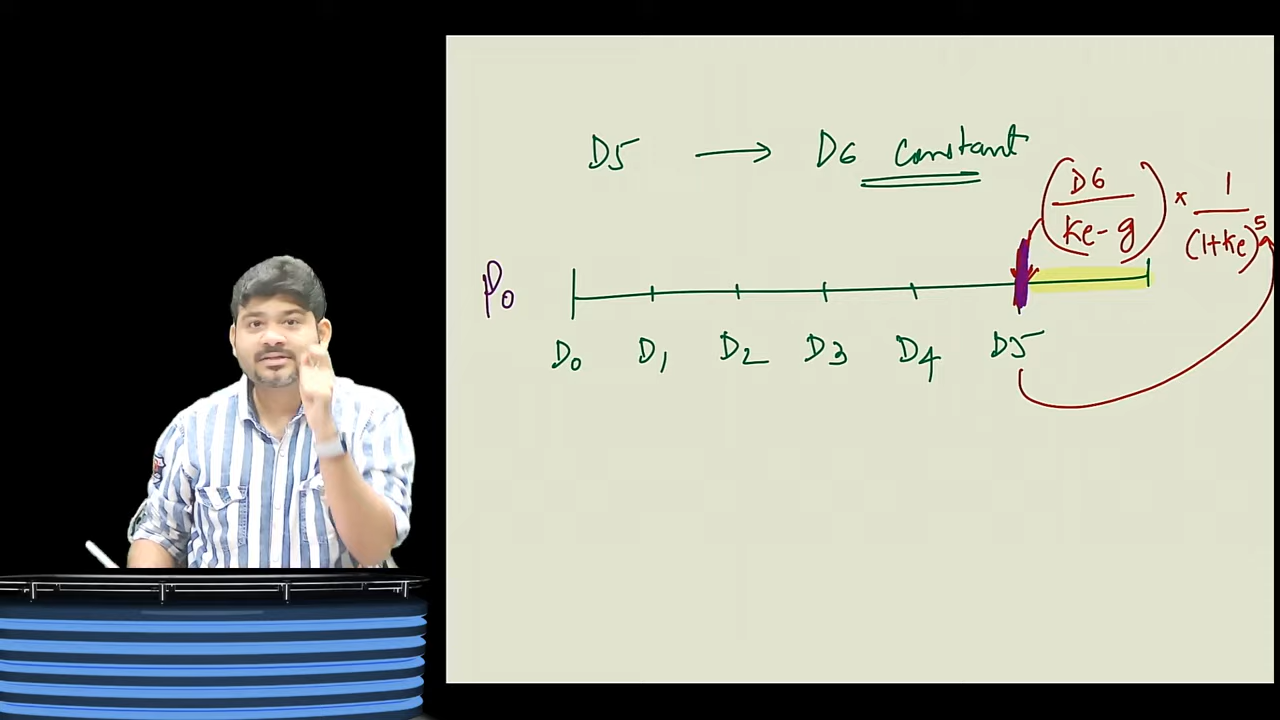 D5 → D6 constant
(D6 / Ke - g) × 1 / (1+Ke)^5
P₀
D₀ D₁ D₂ D3 D4 D5